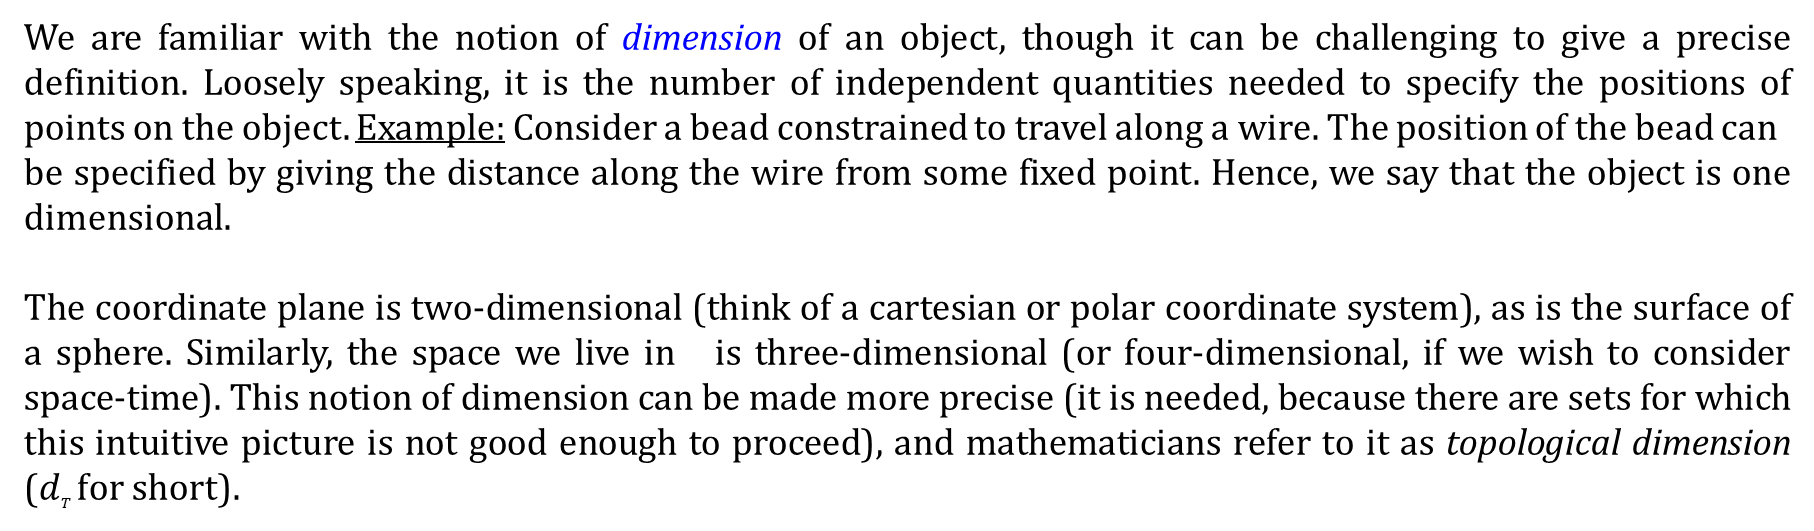 We are familiar with the notion of dimension of an object, though it can be challenging to give a precise
definition. Loosely speaking, it is the number of independent quantities needed to specify the positions of
points on the object. Example: Consider a bead constrained to travel along a wire. The position of the bead can
be specified by giving the distance along the wire from some fixed point. Hence, we say that the object is one
dimensional.
The coordinate plane is two-dimensional (think of a cartesian or polar coordinate system), as is the surface of
a sphere. Similarly, the space we live in is three-dimensional (or four-dimensional, if we wish to consider
space-time). This notion of dimension can be made more precise (it is needed, because there are sets for which
this intuitive picture is not good enough to proceed), and mathematicians refer to it as topological dimension
(d_T for short).